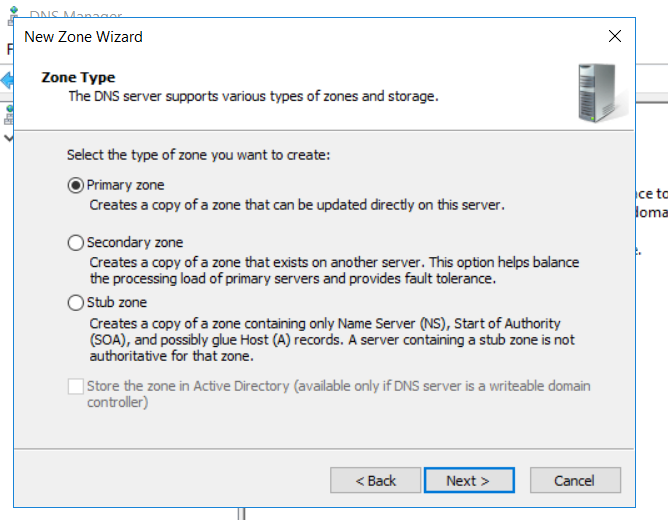 DNS Manager
New Zone Wizard
Zone Type
The DNS server supports various types of zones and storage.
Select the type of zone you want to create:
Primary zone
Creates a copy of a zone that can be updated directly on this server.
Secondary zone
Creates a copy of a zone that exists on another server. This option helps balance
the processing load of primary servers and provides fault tolerance.
Stub zone
Creates a copy of a zone containing only Name Server (NS), Start of Authority
(SOA), and possibly glue Host (A) records. A server containing a stub zone is not
authoritative for that zone.
Store the zone in Active Directory (available only if DNS server is a writeable domain
controller)
< Back
Next >
Cancel